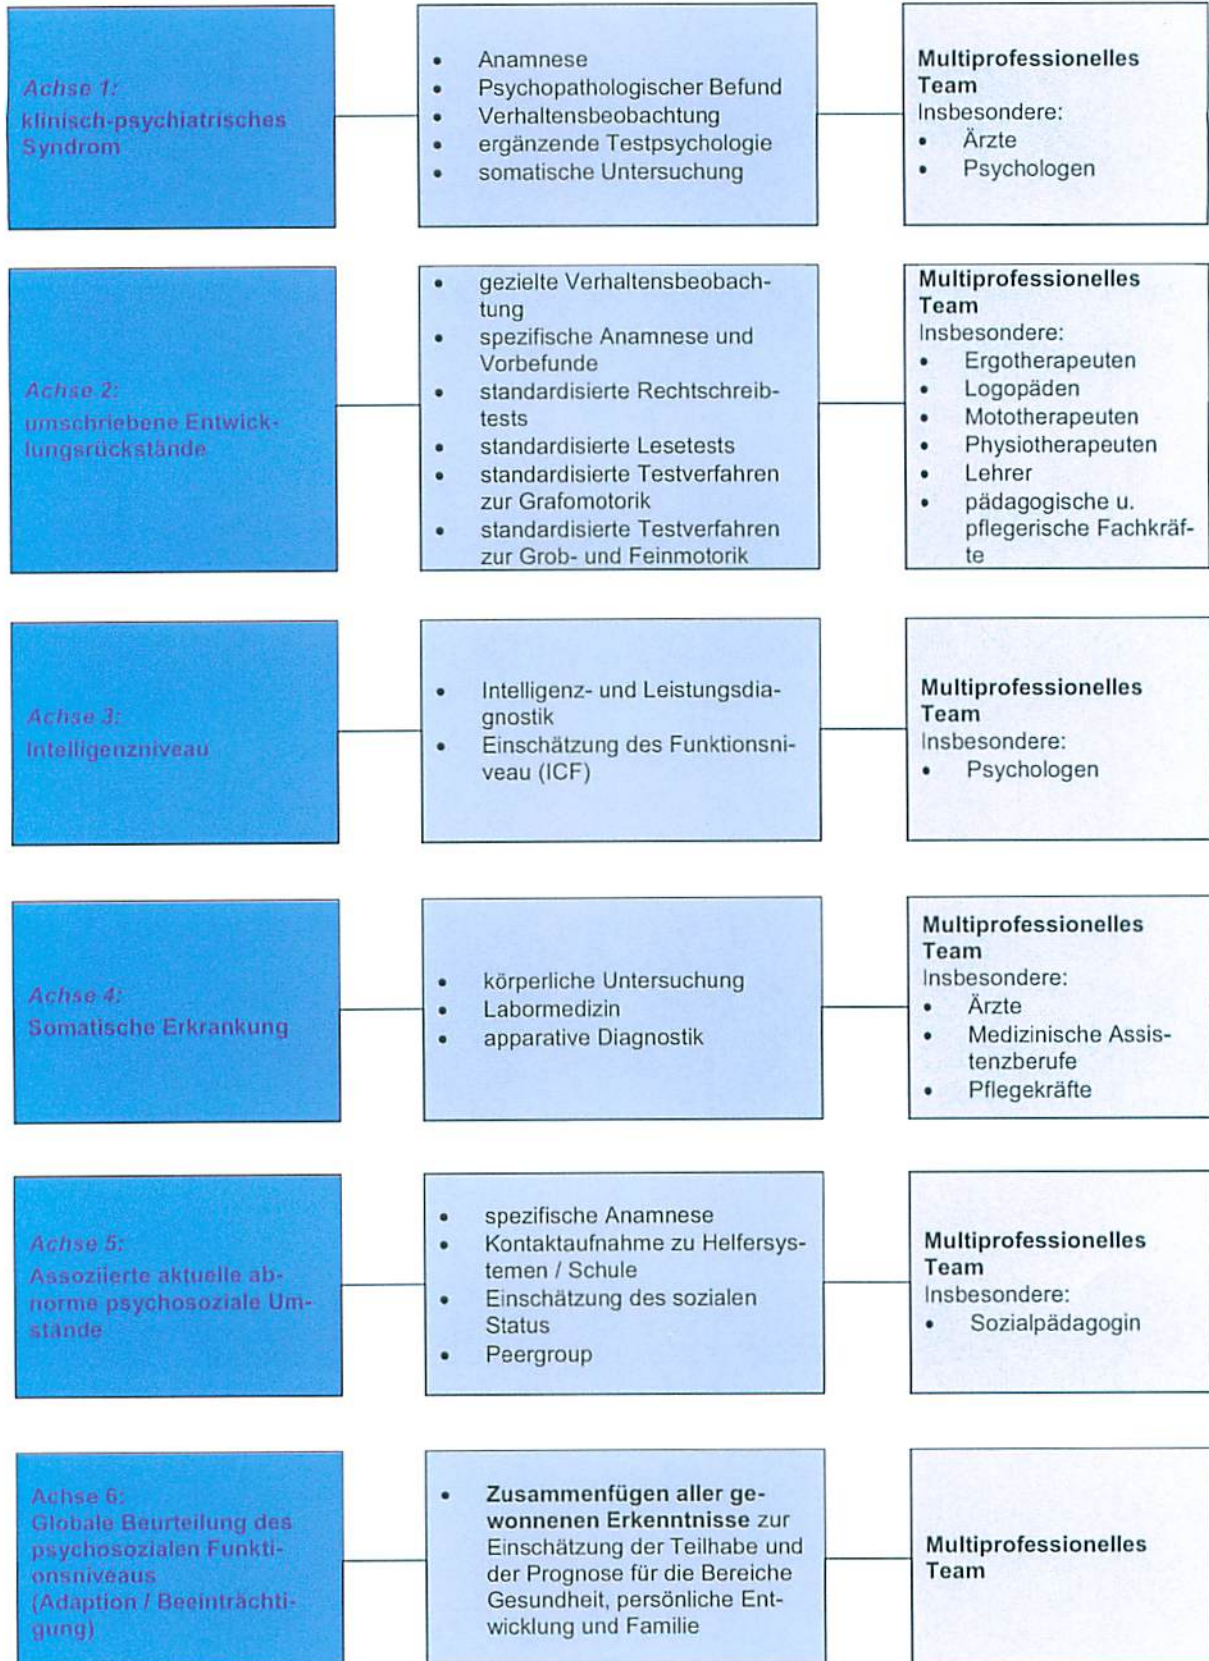 Achse 1:
klinisch-psychiatrisches
Syndrom
• Anamnese
• Psychopathologischer Befund
• Verhaltensbeobachtung
• ergänzende Testpsychologie
• somatische Untersuchung
Multiprofessionelles
Team
Insbesondere:
• Ärzte
• Psychologen
Achse 2:
umschriebene Entwick-
lungsrückstände
• gezielte Verhaltensbeobach-
tung
• spezifische Anamnese und
Vorbefunde
• standardisierte Rechtschreib-
tests
• standardisierte Lesetests
• standardisierte Testverfahren
zur Grafomotorik
• standardisierte Testverfahren
zur Grob- und Feinmotorik
Multiprofessionelles
Team
Insbesondere:
• Ergotherapeuten
• Logopäden
• Mototherapeuten
• Physiotherapeuten
• Lehrer
• pädagogische u.
pflegerische Fachkräf-
te
Achse 3:
Intelligenzniveau
• Intelligenz- und Leistungsdia-
gnostik
• Einschätzung des Funktionsni-
veau (ICF)
Multiprofessionelles
Team
Insbesondere:
• Psychologen
Achse 4:
Somatische Erkrankung
• körperliche Untersuchung
• Labormedizin
• apparative Diagnostik
Multiprofessionelles
Team
Insbesondere:
• Ärzte
• Medizinische Assis-
tenzberufe
• Pflegekräfte
Achse 5:
Assoziierte aktuelle ab-
norme psychosoziale Um-
stände
• spezifische Anamnese
• Kontaktaufnahme zu Helfersys-
temen / Schule
• Einschätzung des sozialen
Status
• Peergroup
Multiprofessionelles
Team
Insbesondere:
• Sozialpädagogin
Achse 6:
Globale Beurteilung des
psychosozialen Funkti-
onsniveaus
(Adaption / Beeinträchti-
gung)
• Zusammenfügen aller ge-
wonnenen Erkenntnisse zur
Einschätzung der Teilhabe und
der Prognose für die Bereiche
Gesundheit, persönliche Ent-
wicklung und Familie
Multiprofessionelles
Team